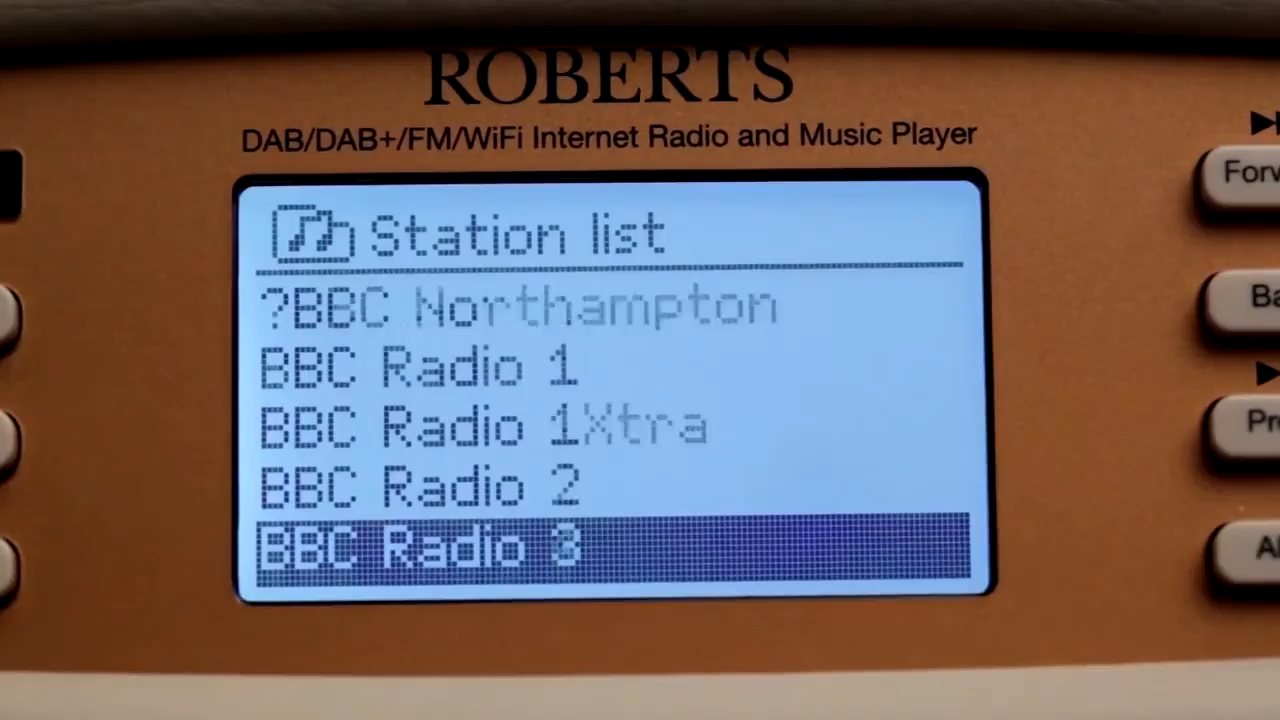 ROBERTS
DAB/DAB+/FM/WiFi Internet Radio and Music Player
Station list
?BBC Northampton
BBC Radio 1
BBC Radio 1Xtra
BBC Radio 2
BBC Radio 3